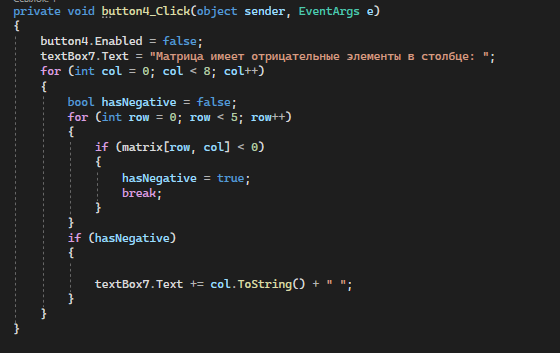 private void button4_Click(object sender, EventArgs e)
{
button4.Enabled = false;
textBox7.Text = "Матрица имеет отрицательные элементы в столбце: ";
for (int col = 0; col < 8; col++)
{
bool hasNegative = false;
for (int row = 0; row < 5; row++)
{
if (matrix[row, col] < 0)
{
hasNegative = true;
break;
}
}
if (hasNegative)
{
textBox7.Text += col.ToString() + " ";
}
}
}